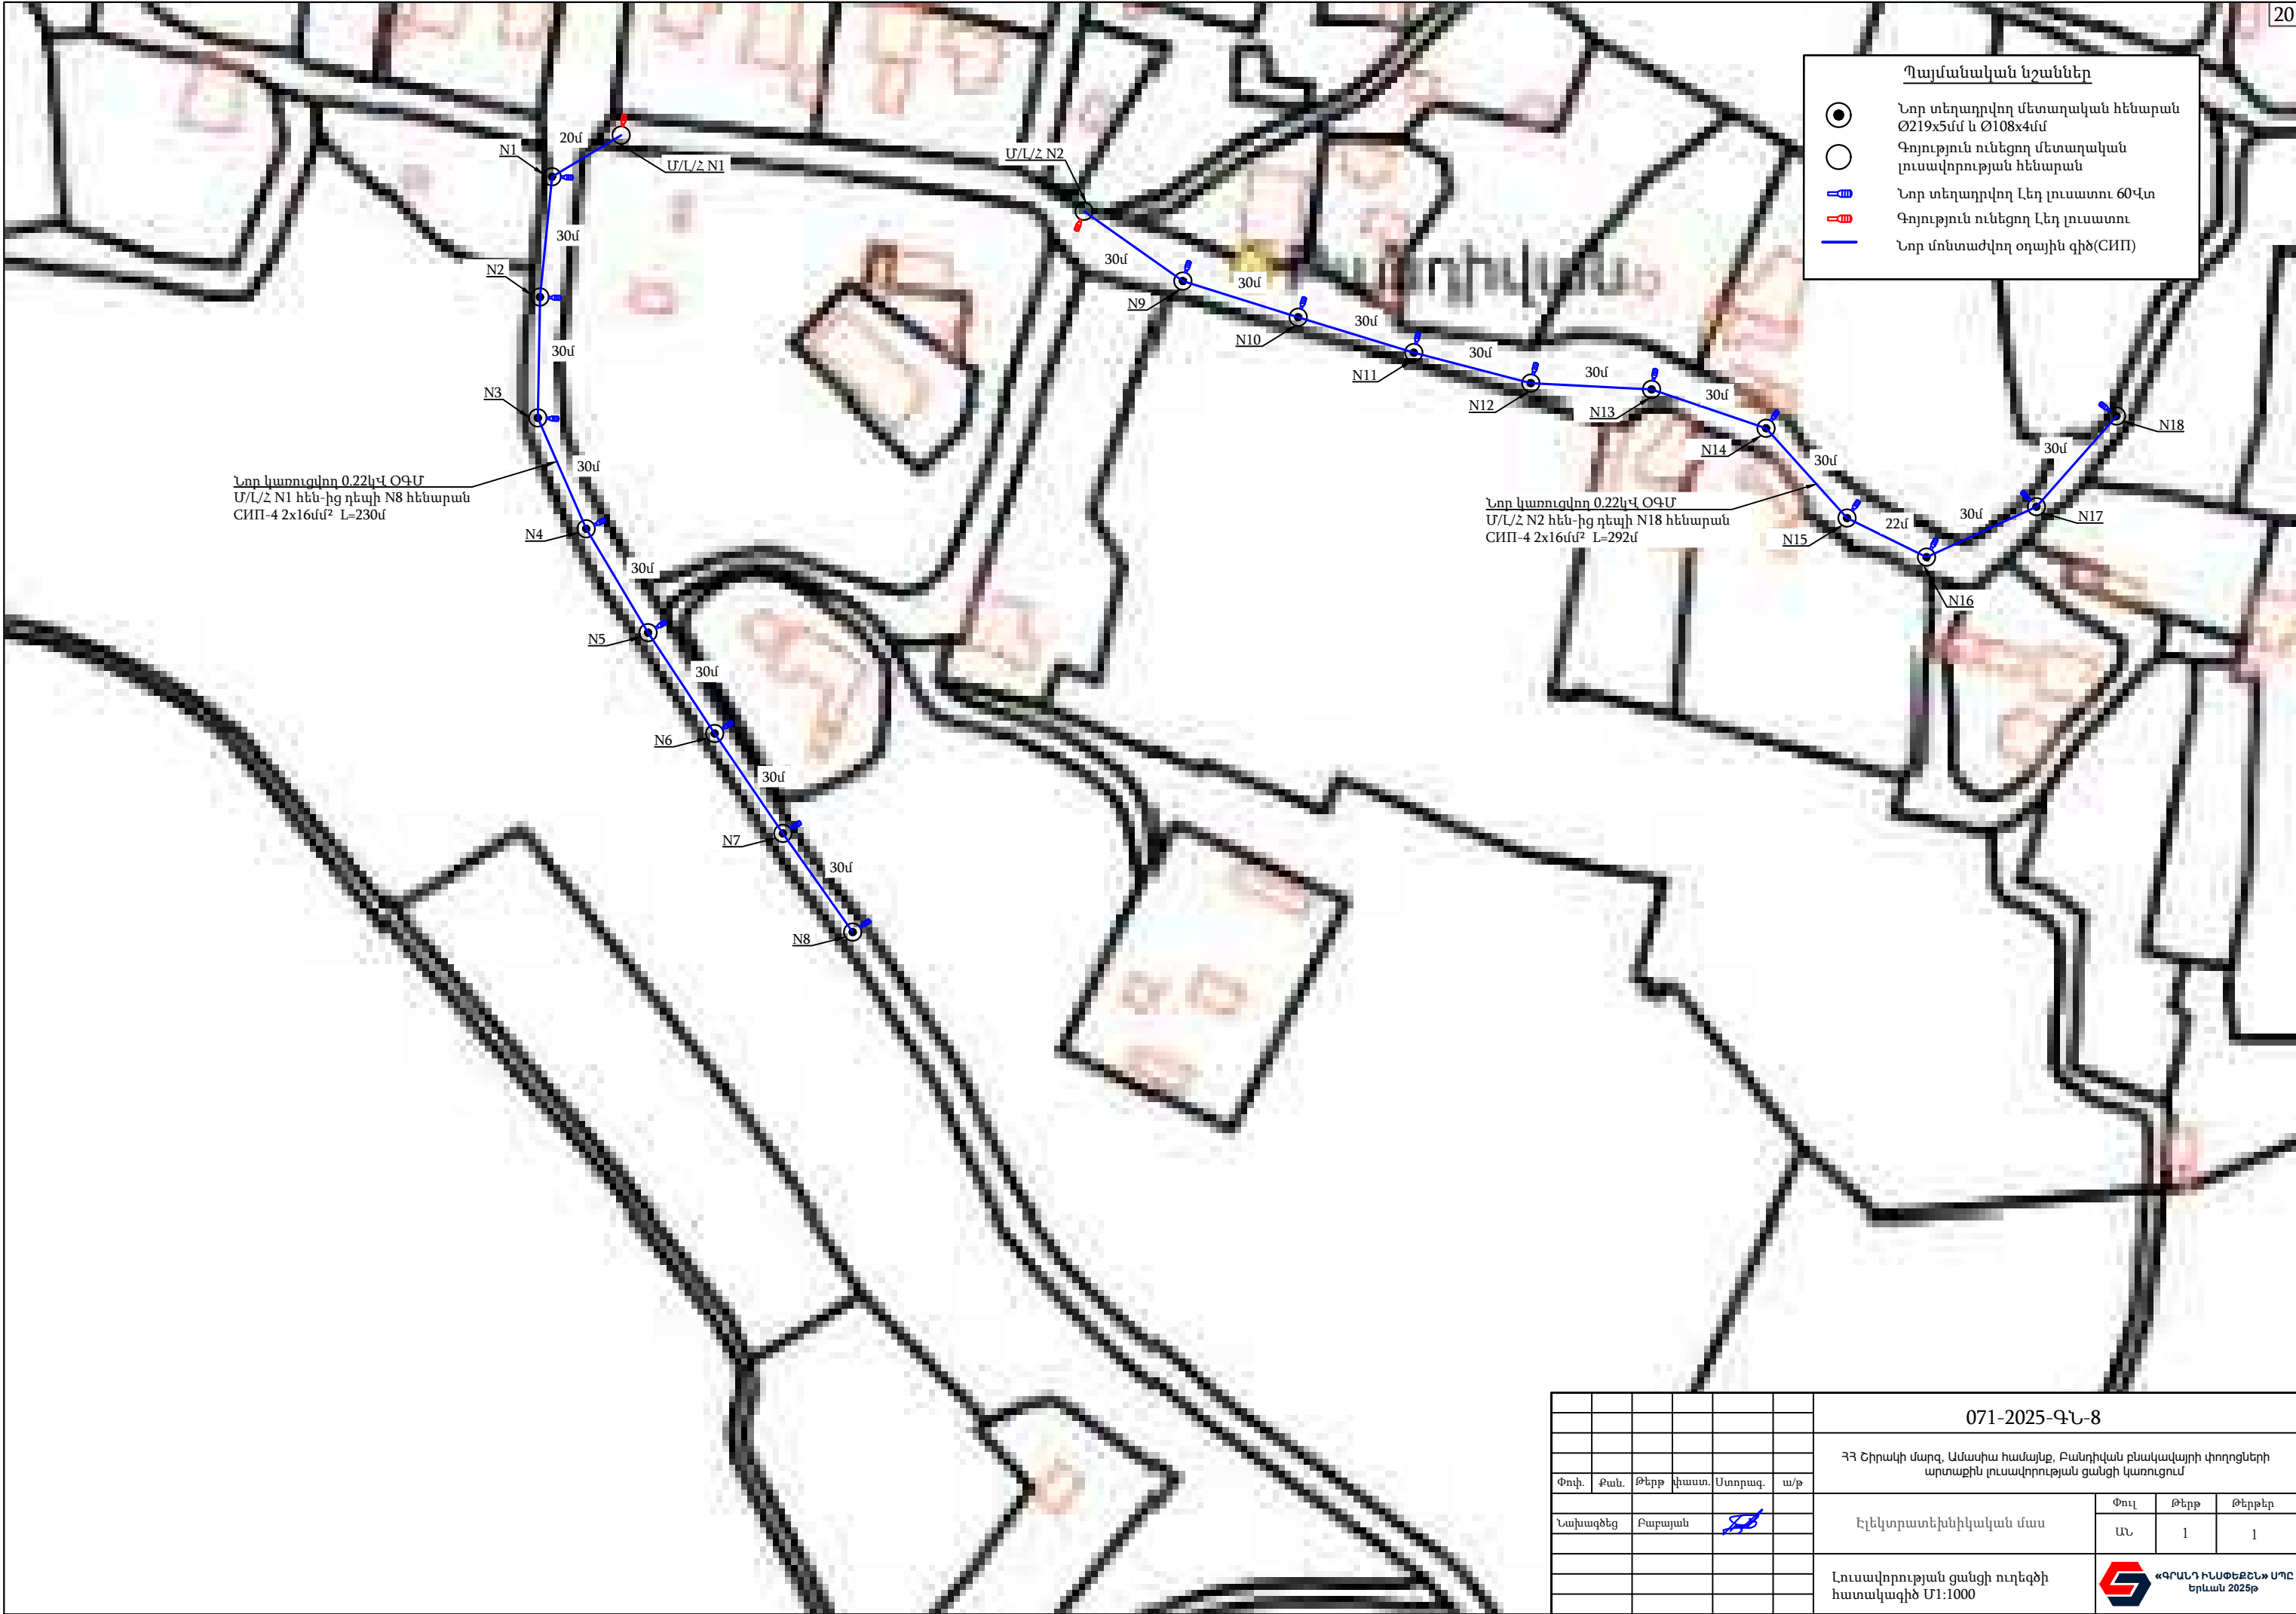 20
Պայմանական նշաններ
Նոր տեղադրվող մետաղական հենարան
Ø219x5մմ և Ø108x4մմ
Գոյություն ունեցող մետաղական
լուսավորության հենարան
Նոր տեղադրվող Լեդ լուսատու 60Վտ
Գոյություն ունեցող Լեդ լուսատու
Նոր մոնտաժվող օդային գիծ(СИП)
20մ
N1
Մ/Լ/Հ N1
Մ/Լ/Հ N2
30մ
N2
30մ
N3
30մ
Նոր կառուցվող 0.22կՎ ՕԳՄ
Մ/Լ/Հ N1 հեն-ից դեպի N8 հենարան
СИП-4 2x16մմ² L=230մ
N4
30մ
N5
30մ
N6
30մ
N7
30մ
N8
30մ
N9
30մ
N10
30մ
N11
30մ
N12
30մ
N13
30մ
N14
30մ
Նոր կառուցվող 0.22կՎ ՕԳՄ
Մ/Լ/Հ N2 հեն-ից դեպի N18 հենարան
СИП-4 2x16մմ² L=292մ
N15
22մ
N16
30մ
N17
30մ
N18
071-2025-ԳՆ-8
ՀՀ Շիրակի մարզ, Ամասիա համայնք, Բանդիվան բնակավայրի փողոցների
արտաքին լուսավորության ցանցի կառուցում
Փոփ. Քան. Թերթ փաստ. Ստորագ. ա/թ
Նախագծեց Բաբայան
Էլեկտրատեխնիկական մաս
Փուլ Թերթ Թերթեր
ԱՆ 1 1
Լուսավորության ցանցի ուղեգծի
հատակագիծ Մ1:1000
«ԳՐԱՆԴ ԻՆՍՓԵՔՇՆ» ՍՊԸ
Երևան 2025թ